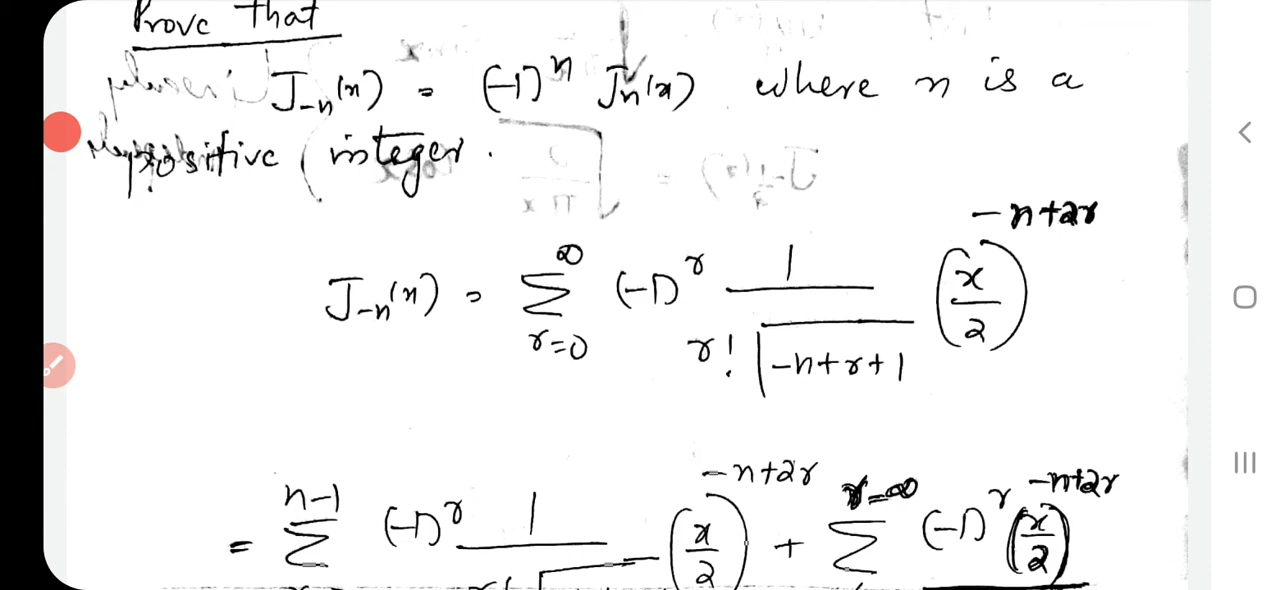 Prove that
J₋ₙ(x) = (-1)ⁿ Jₙ(x) where n is a
positive integer.
J₋ₙ(x) = ∑_{r=0}^{∞} (-1)^r 1/(r! Γ(-n+r+1)) (x/2)^{-n+2r}
= ∑^{n-1} (-1)^r 1 (x/2)^{-n+2r} + ∑^{r=∞} (-1)^r (x/2)^{-n+2r}